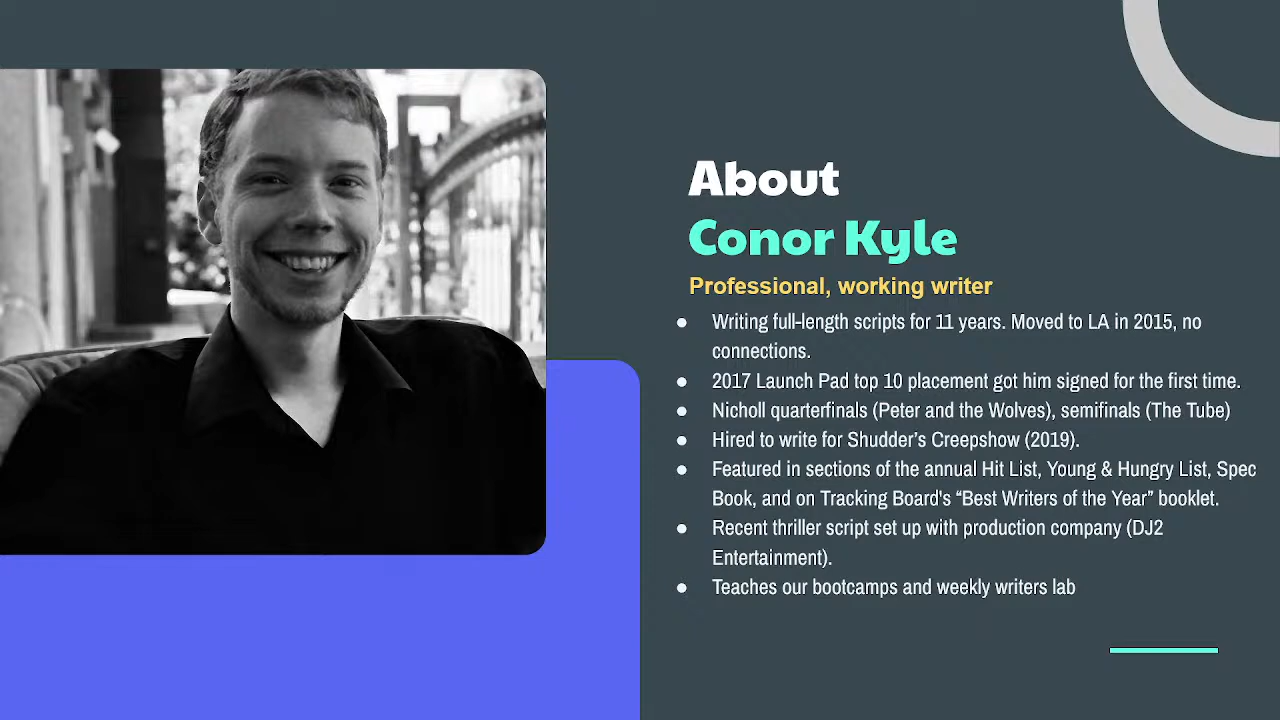 About
Conor Kyle
Professional, working writer
● Writing full-length scripts for 11 years. Moved to LA in 2015, no
connections.
● 2017 Launch Pad top 10 placement got him signed for the first time.
● Nicholl quarterfinals (Peter and the Wolves), semifinals (The Tube)
● Hired to write for Shudder’s Creepshow (2019).
● Featured in sections of the annual Hit List, Young & Hungry List, Spec
Book, and on Tracking Board's “Best Writers of the Year” booklet.
● Recent thriller script set up with production company (DJ2
Entertainment).
● Teaches our bootcamps and weekly writers lab